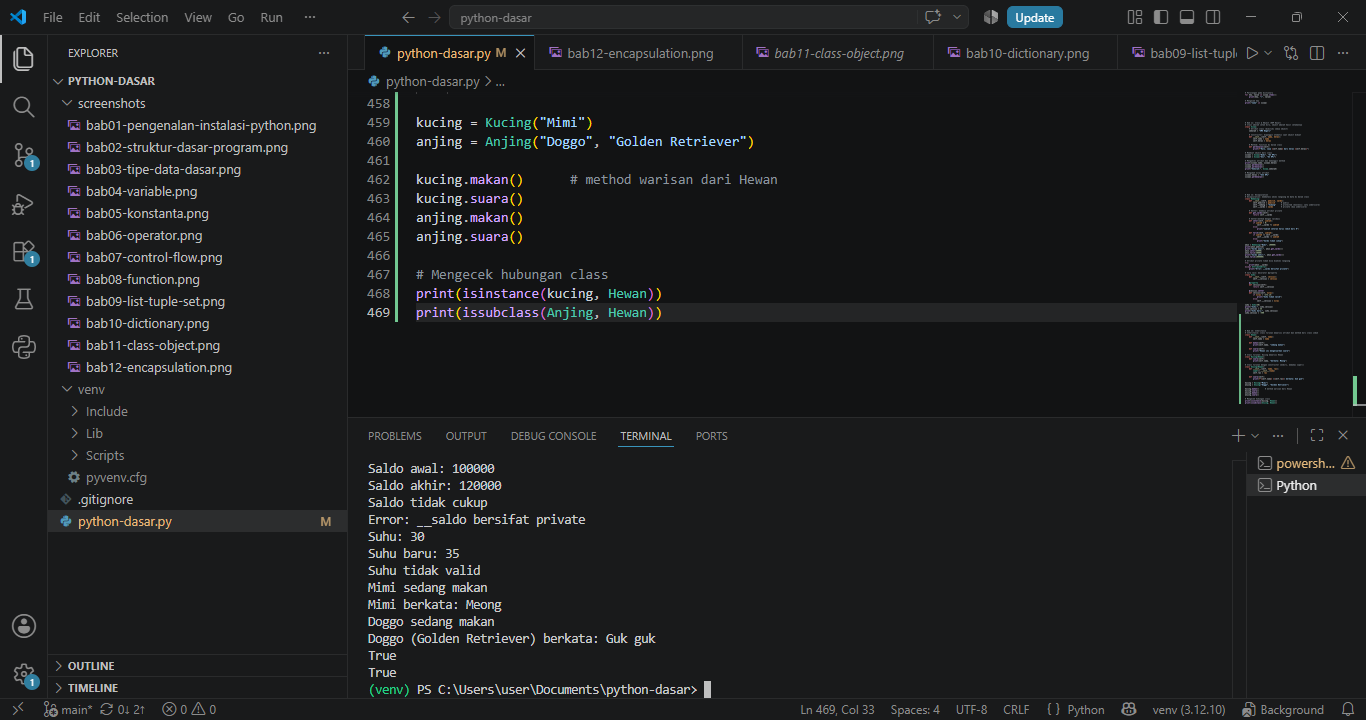 File Edit Selection View Go Run ··· python-dasar Update
EXPLORER ···
PYTHON-DASAR
screenshots
bab01-pengenalan-instalasi-python.png
bab02-struktur-dasar-program.png
bab03-tipe-data-dasar.png
bab04-variable.png
bab05-konstanta.png
bab06-operator.png
bab07-control-flow.png
bab08-function.png
bab09-list-tuple-set.png
bab10-dictionary.png
bab11-class-object.png
bab12-encapsulation.png
venv
Include
Lib
Scripts
pyvenv.cfg
.gitignore
python-dasar.py M
OUTLINE
TIMELINE
1
1
1
python-dasar.py M bab12-encapsulation.png bab11-class-object.png bab10-dictionary.png bab09-list-tupl
python-dasar.py > ...
458
459 kucing = Kucing("Mimi")
460 anjing = Anjing("Doggo", "Golden Retriever")
461
462 kucing.makan() # method warisan dari Hewan
463 kucing.suara()
464 anjing.makan()
465 anjing.suara()
466
467 # Mengecek hubungan class
468 print(isinstance(kucing, Hewan))
469 print(issubclass(Anjing, Hewan))
PROBLEMS OUTPUT DEBUG CONSOLE TERMINAL PORTS
Saldo awal: 100000
Saldo akhir: 120000
Saldo tidak cukup
Error: __saldo bersifat private
Suhu: 30
Suhu baru: 35
Suhu tidak valid
Mimi sedang makan
Mimi berkata: Meong
Doggo sedang makan
Doggo (Golden Retriever) berkata: Guk guk
True
True
(venv) PS C:\Users\user\Documents\python-dasar>
powersh...
Python
main* 0↓ 2↑ 0 0 Ln 469, Col 33 Spaces: 4 UTF-8 CRLF { } Python venv (3.12.10) Background